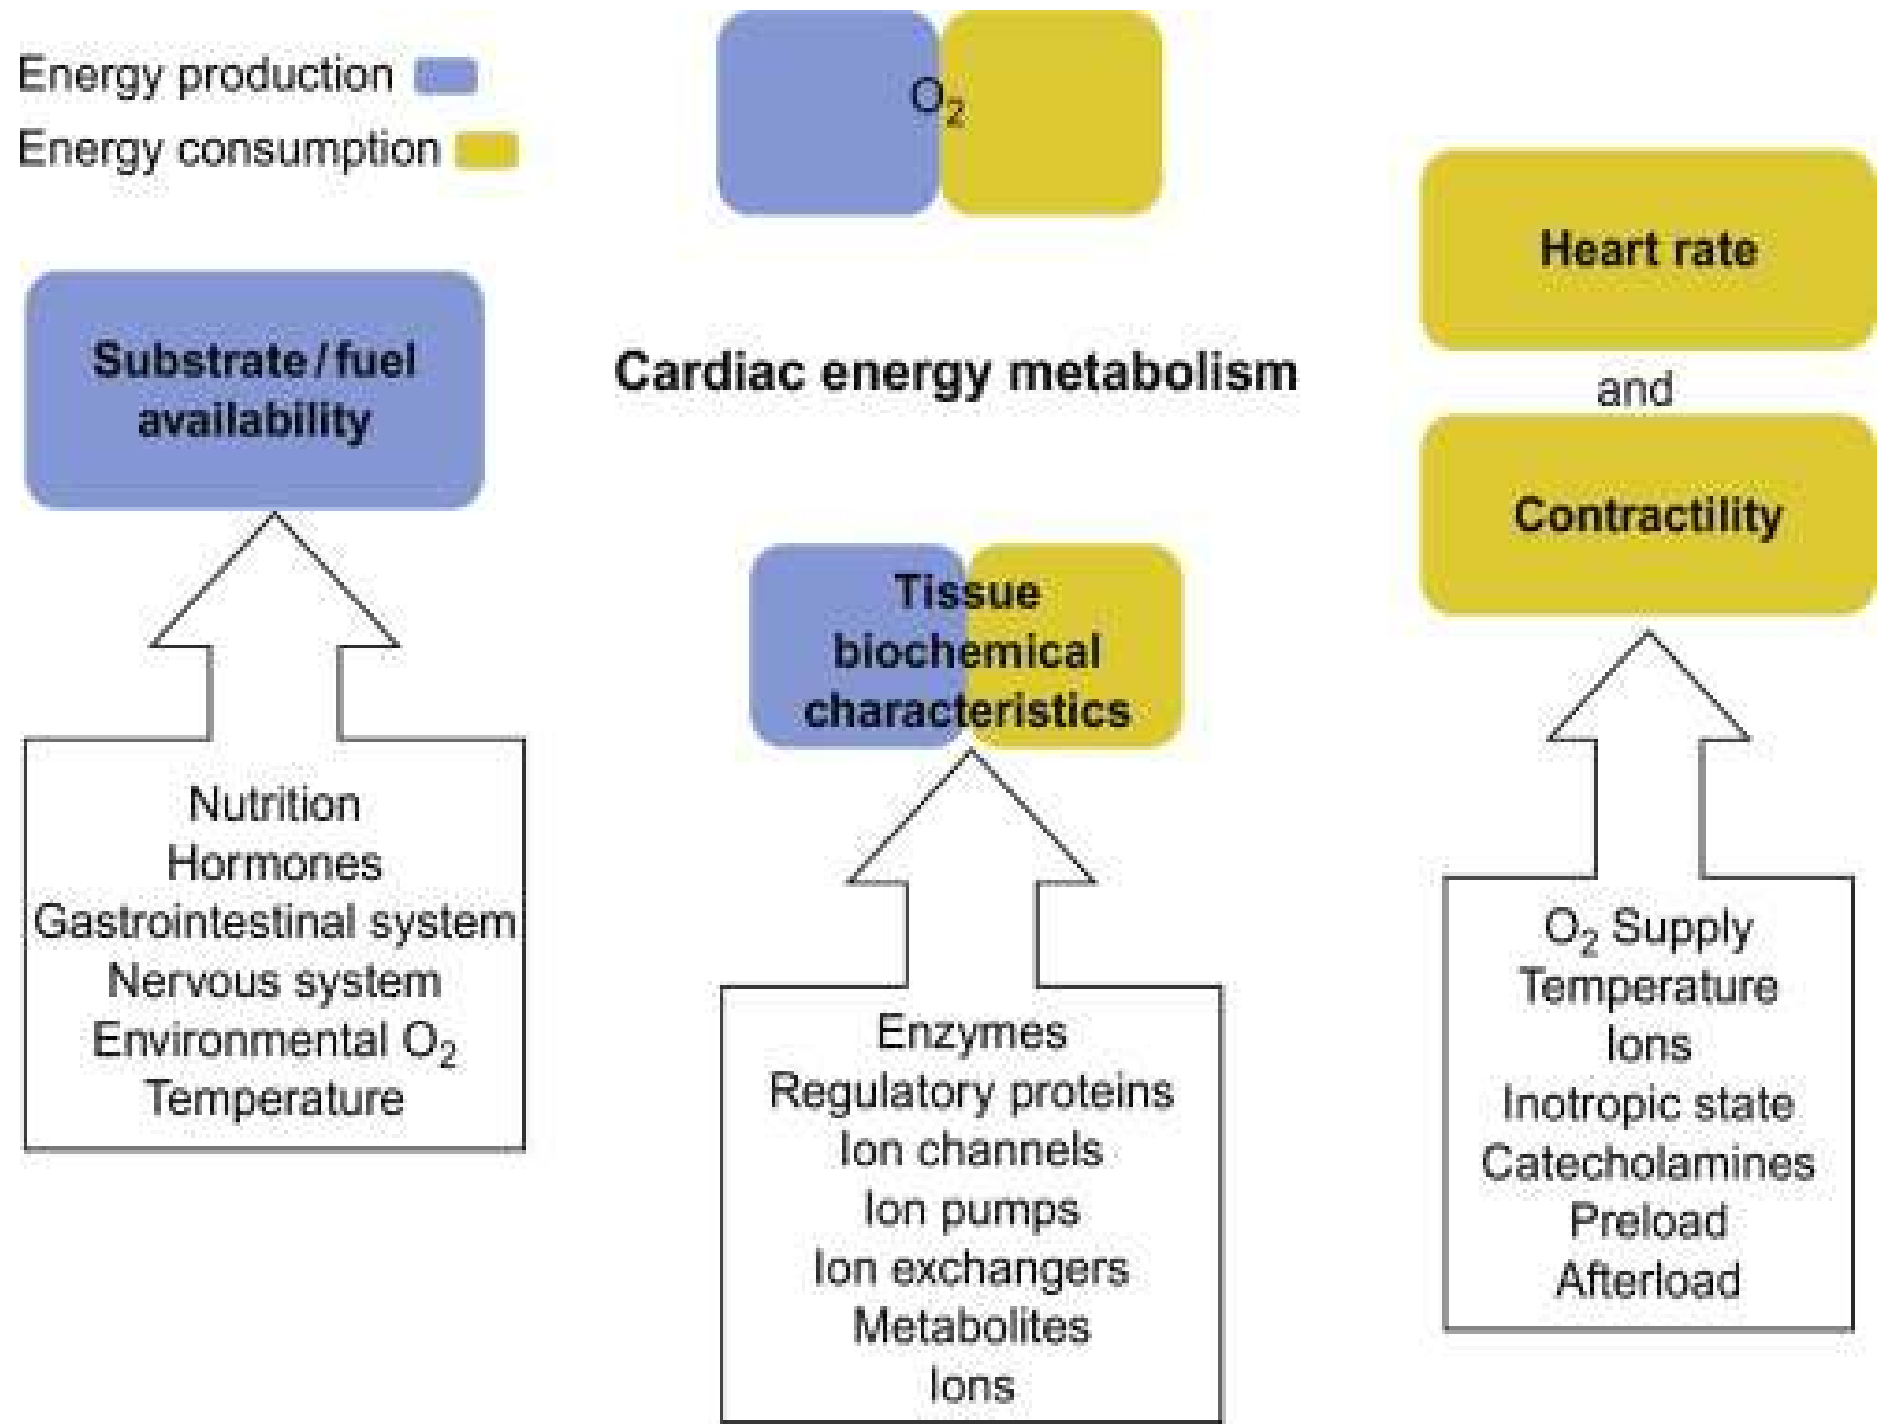 Energy production
Energy consumption
O₂
Substrate/fuel
availability
Cardiac energy metabolism
Heart rate
and
Contractility
Tissue
biochemical
characteristics
Nutrition
Hormones
Gastrointestinal system
Nervous system
Environmental O₂
Temperature
Enzymes
Regulatory proteins
Ion channels
Ion pumps
Ion exchangers
Metabolites
Ions
O₂ Supply
Temperature
Ions
Inotropic state
Catecholamines
Preload
Afterload